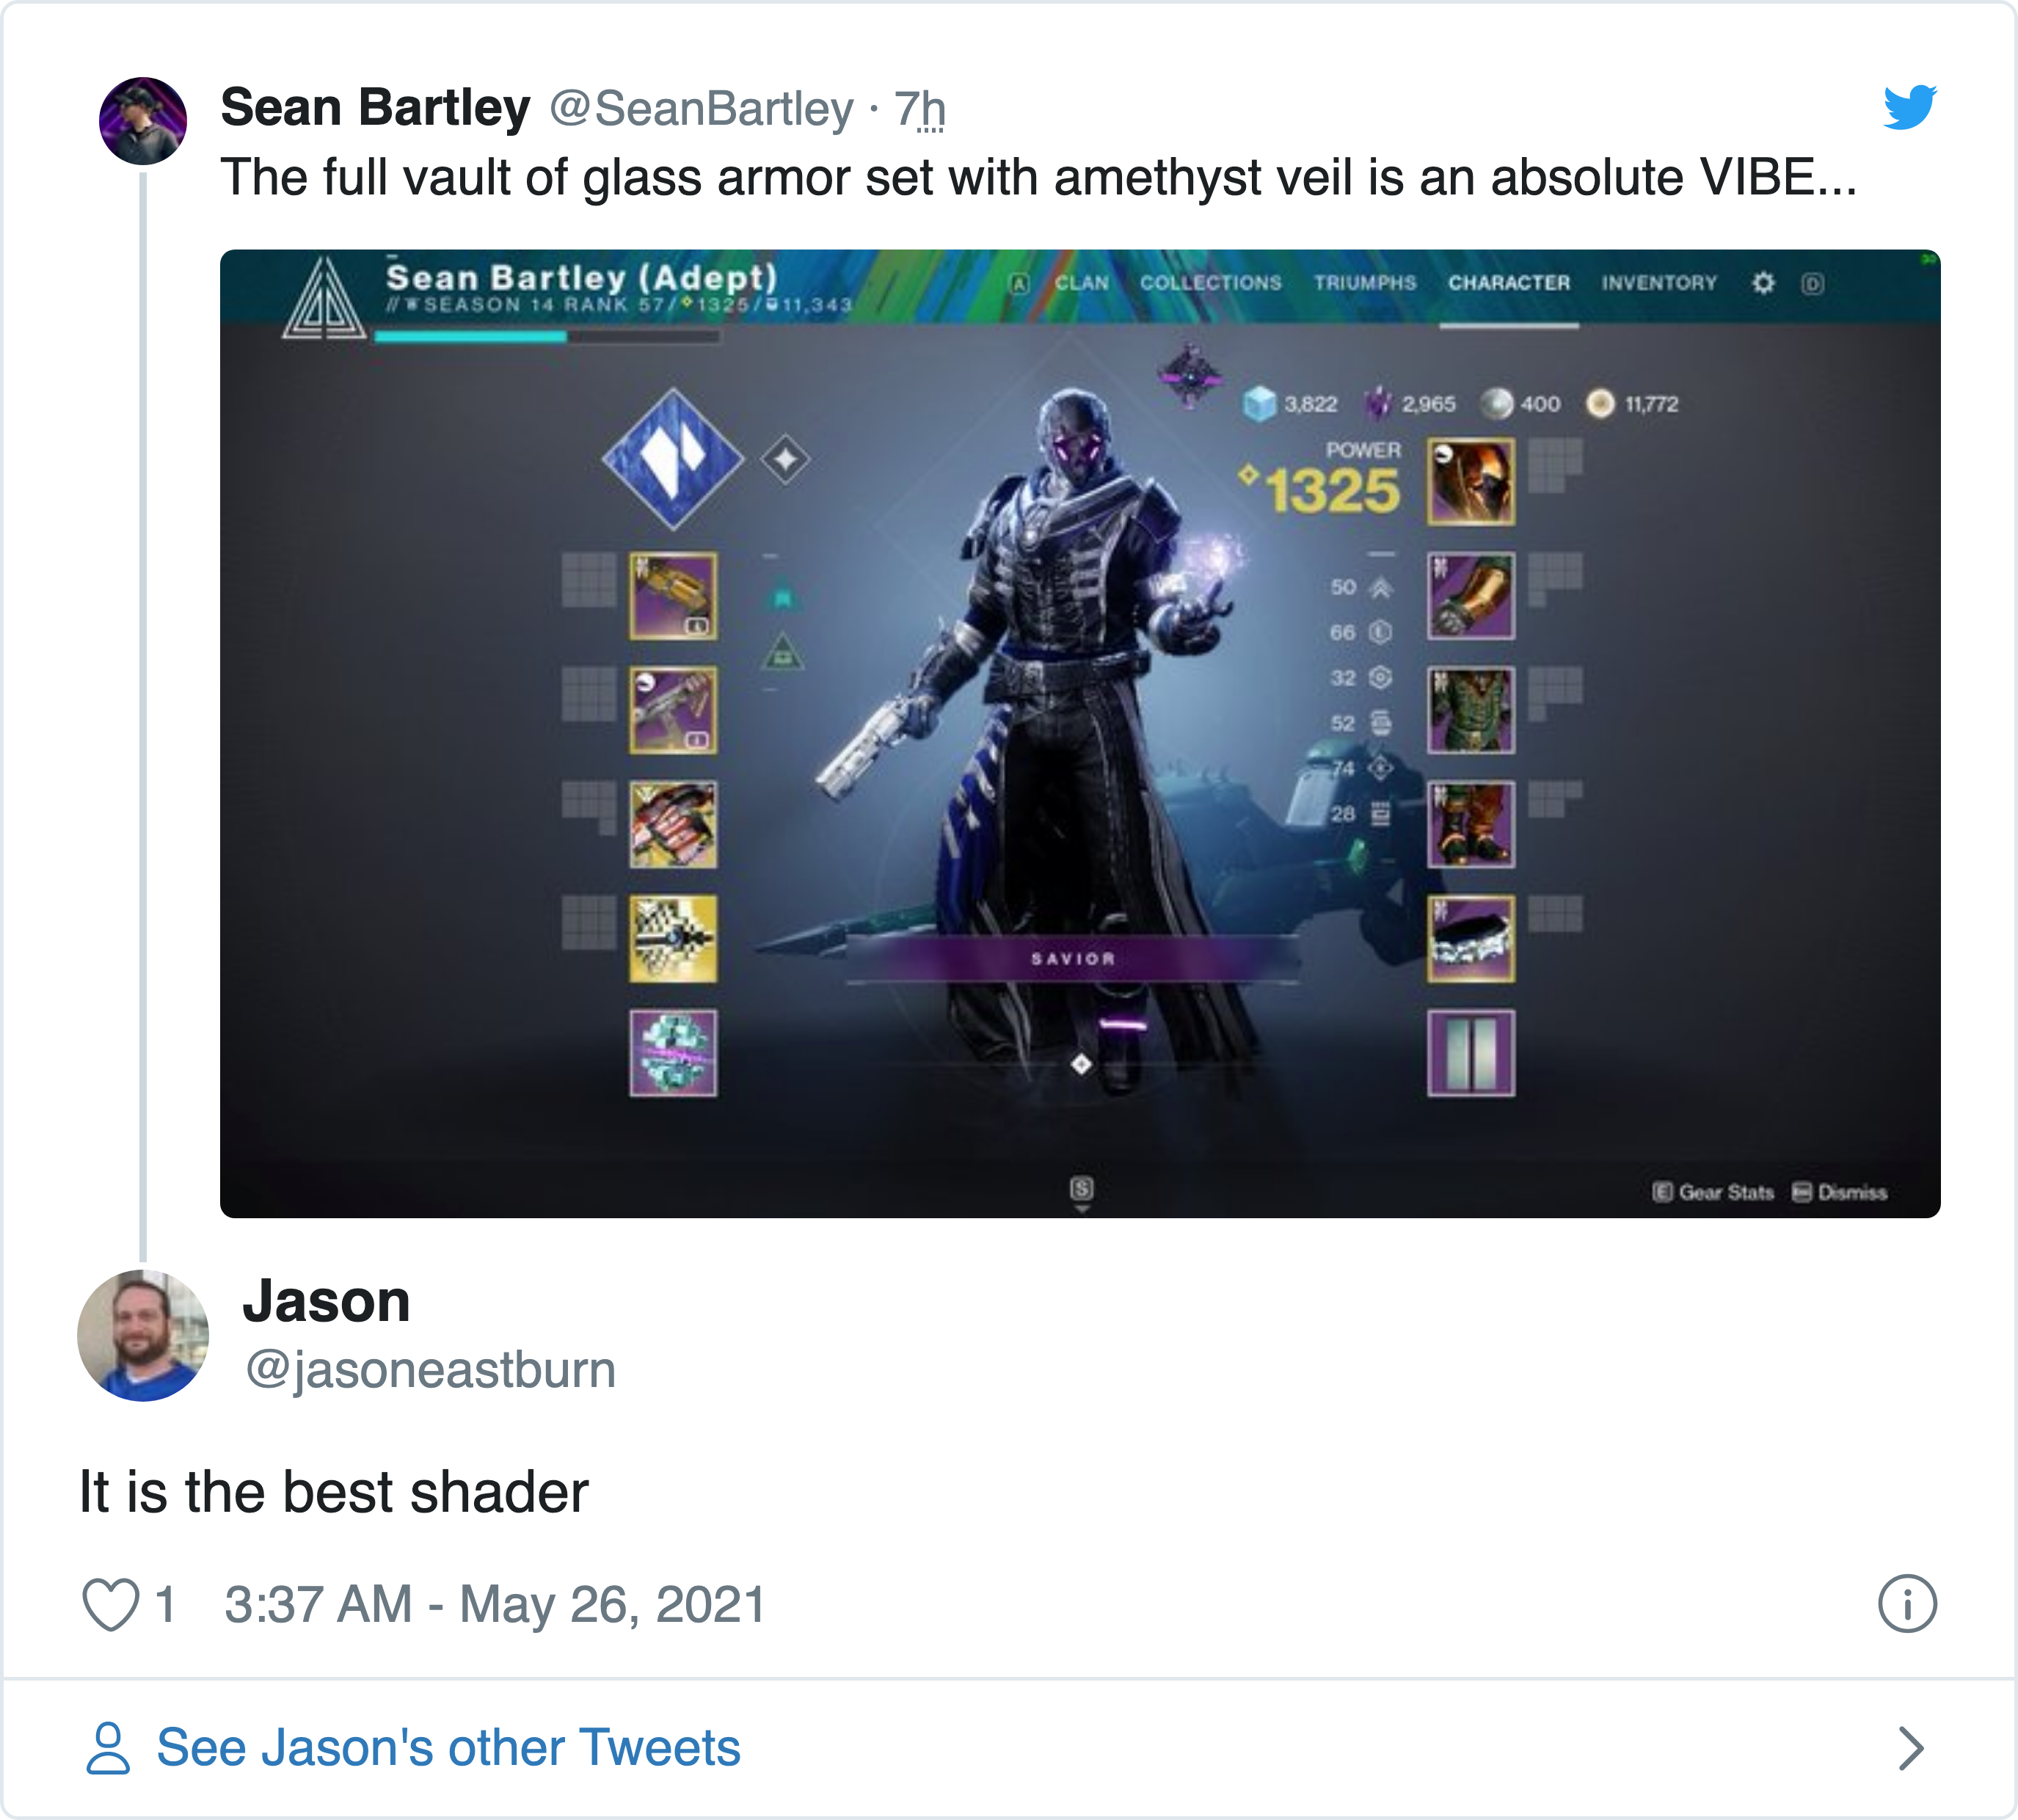 Sean Bartley @SeanBartley · 7h
The full vault of glass armor set with amethyst veil is an absolute VIBE...
Sean Bartley (Adept)
A CLAN COLLECTIONS TRIUMPHS CHARACTER INVENTORY D
// SEASON 14 RANK 57/1325/11,343
3,822 2,965 400 11,772
POWER
1325
50
66
32
52
74
28
SAVIOR
S
E Gear Stats Dismiss
Jason
@jasoneastburn
It is the best shader
1 3:37 AM - May 26, 2021
See Jason's other Tweets